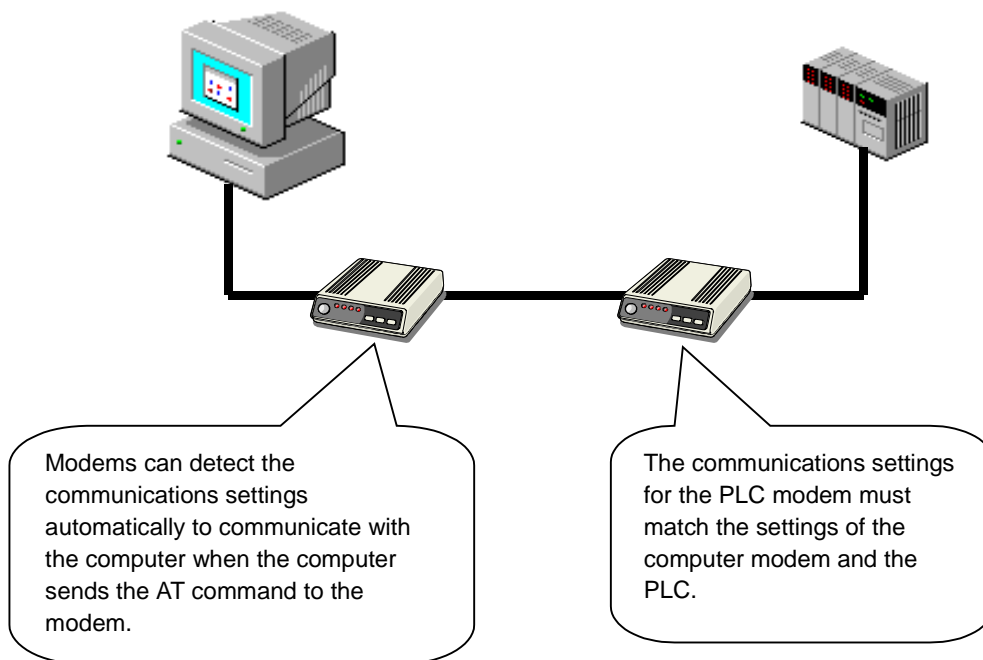 Modems can detect the
communications settings
automatically to communicate with
the computer when the computer
sends the AT command to the
modem.
The communications settings
for the PLC modem must
match the settings of the
computer modem and the
PLC.